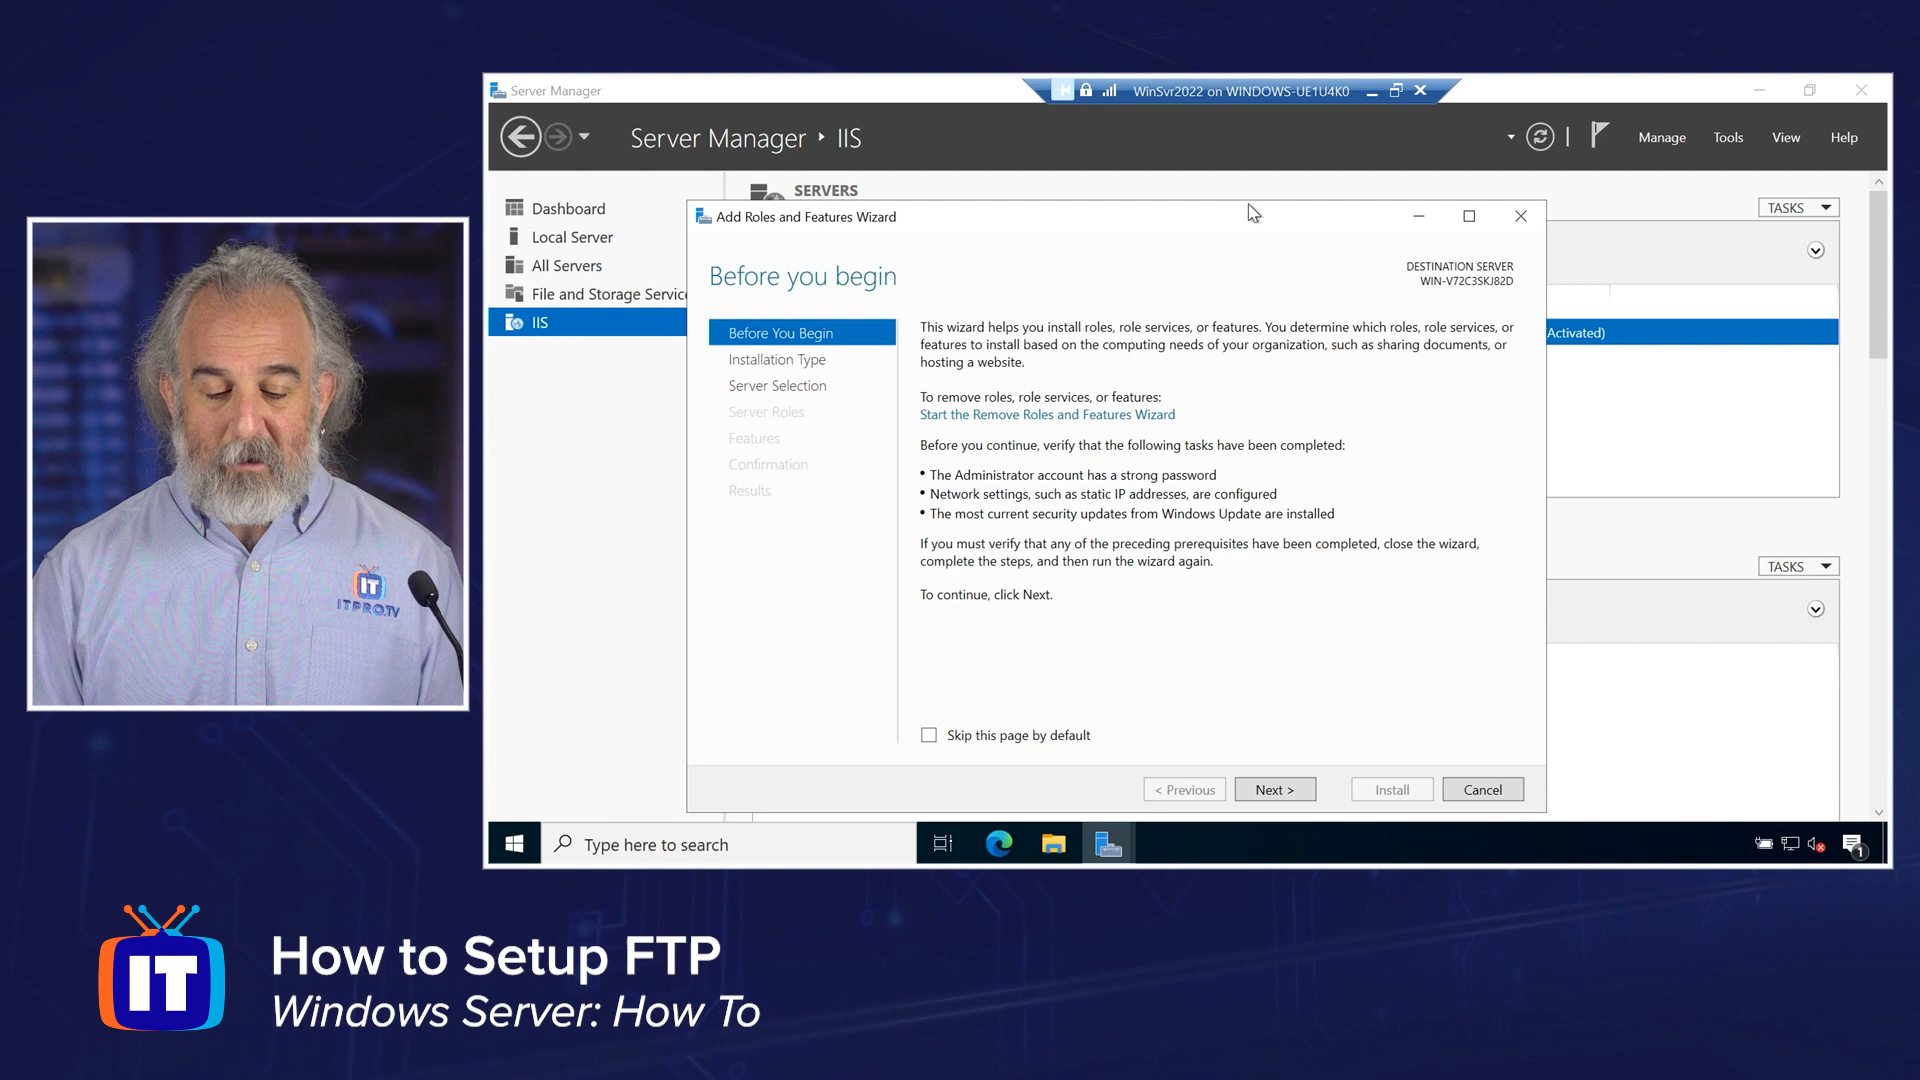 Server Manager
WinSvr2022 on WINDOWS-UE1U4K0
Server Manager ‣ IIS
Manage
Tools
View
Help
Dashboard
Local Server
All Servers
File and Storage Servic
IIS
SERVERS
TASKS
Activated)
TASKS
Add Roles and Features Wizard
Before you begin
DESTINATION SERVER
WIN-V72C3SKJ82D
Before You Begin
Installation Type
Server Selection
Server Roles
Features
Confirmation
Results
This wizard helps you install roles, role services, or features. You determine which roles, role services, or
features to install based on the computing needs of your organization, such as sharing documents, or
hosting a website.
To remove roles, role services, or features:
Start the Remove Roles and Features Wizard
Before you continue, verify that the following tasks have been completed:
• The Administrator account has a strong password
• Network settings, such as static IP addresses, are configured
• The most current security updates from Windows Update are installed
If you must verify that any of the preceding prerequisites have been completed, close the wizard,
complete the steps, and then run the wizard again.
To continue, click Next.
Skip this page by default
< Previous
Next >
Install
Cancel
Type here to search
1
IT
ITPRO.TV
IT
How to Setup FTP
Windows Server: How To